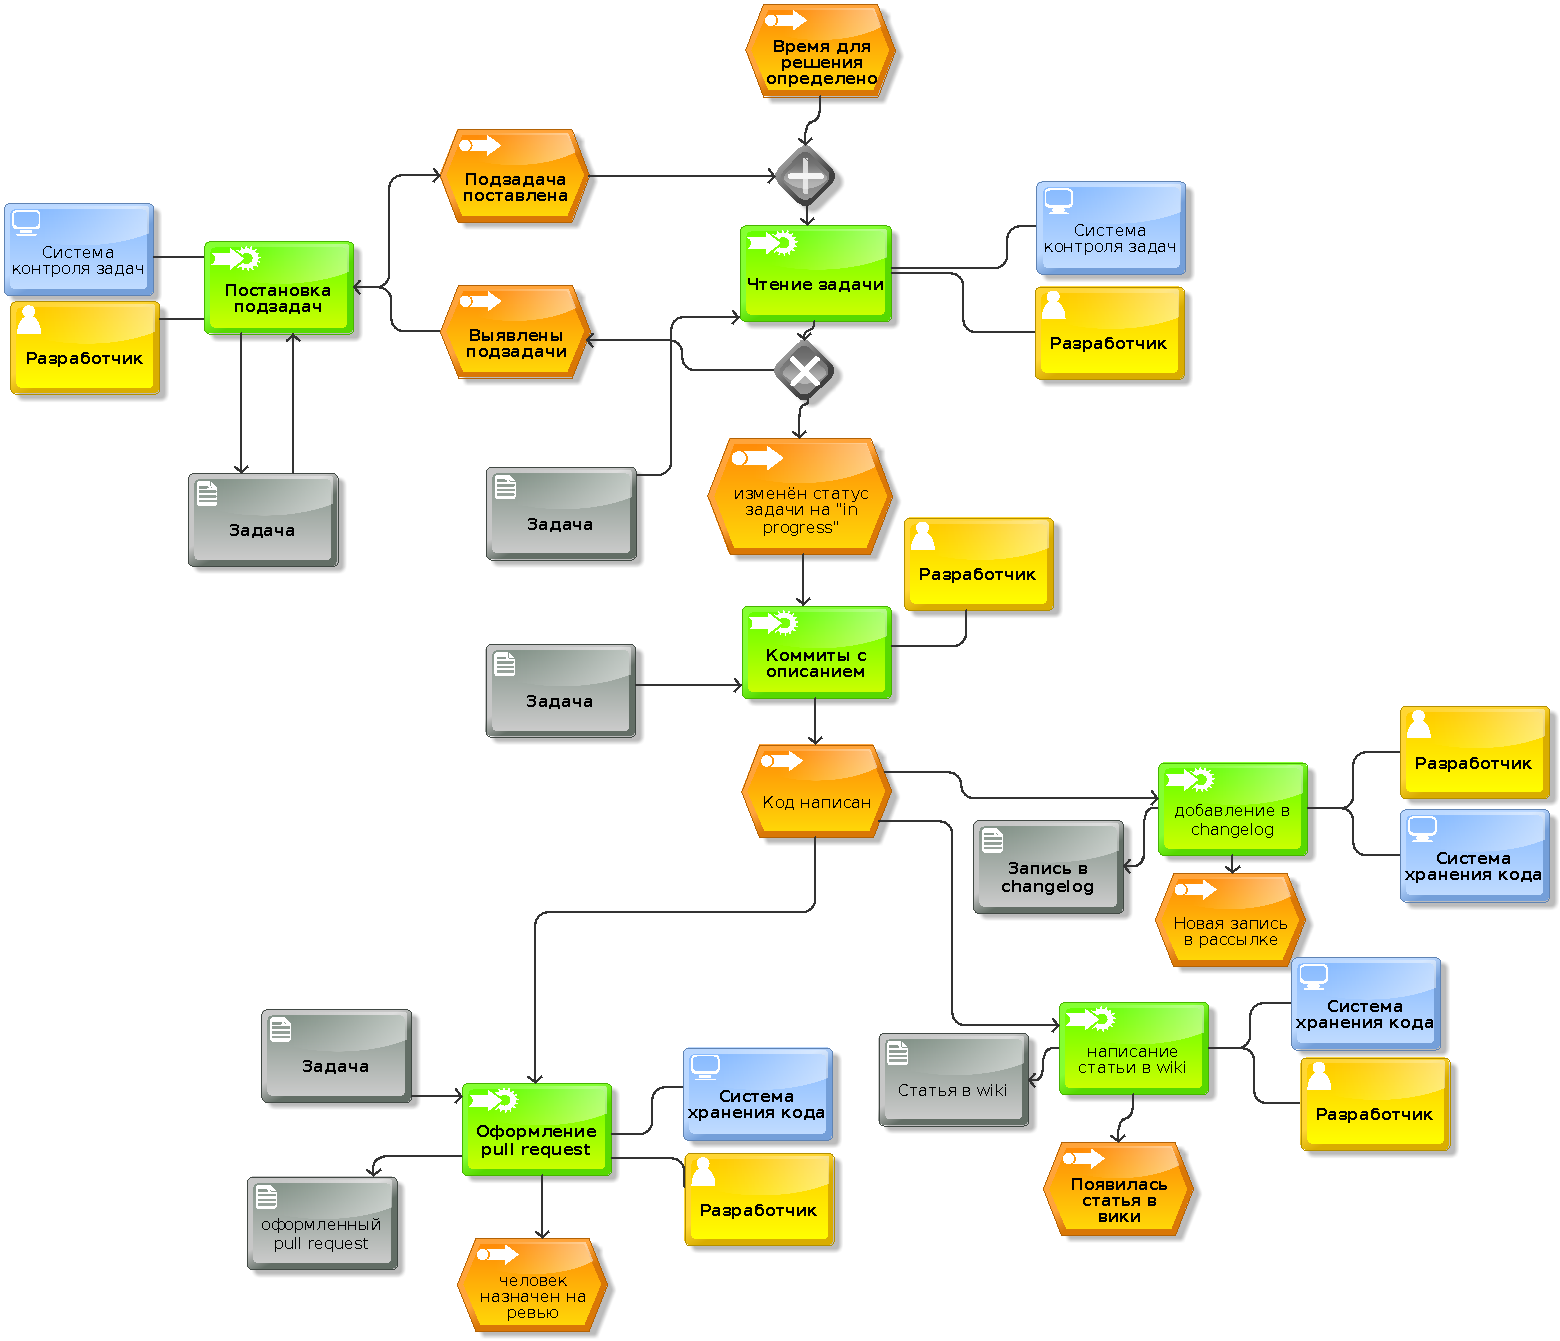 Время для
решения
определено
Подзадача
поставлена
Система
контроля задач
Система
контроля задач
Постановка
подзадач
Чтение задачи
Выявлены
подзадачи
Разработчик
Разработчик
изменён статус
задачи на "in
progress"
Задача
Задача
Разработчик
Коммиты с
описанием
Задача
Код написан
Разработчик
добавление в
changelog
Запись в
changelog
Система
хранения кода
Новая запись
в рассылке
Система
хранения кода
Задача
написание
статьи в wiki
Статья в wiki
Система
хранения кода
Разработчик
Оформление
pull request
Появилась
статья в
вики
Разработчик
оформленный
pull request
человек
назначен на
ревью